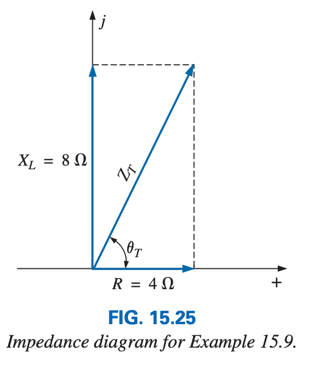 j
X_L = 8 Ω
Z_T
θ_T
R = 4 Ω
+
FIG. 15.25
Impedance diagram for Example 15.9.